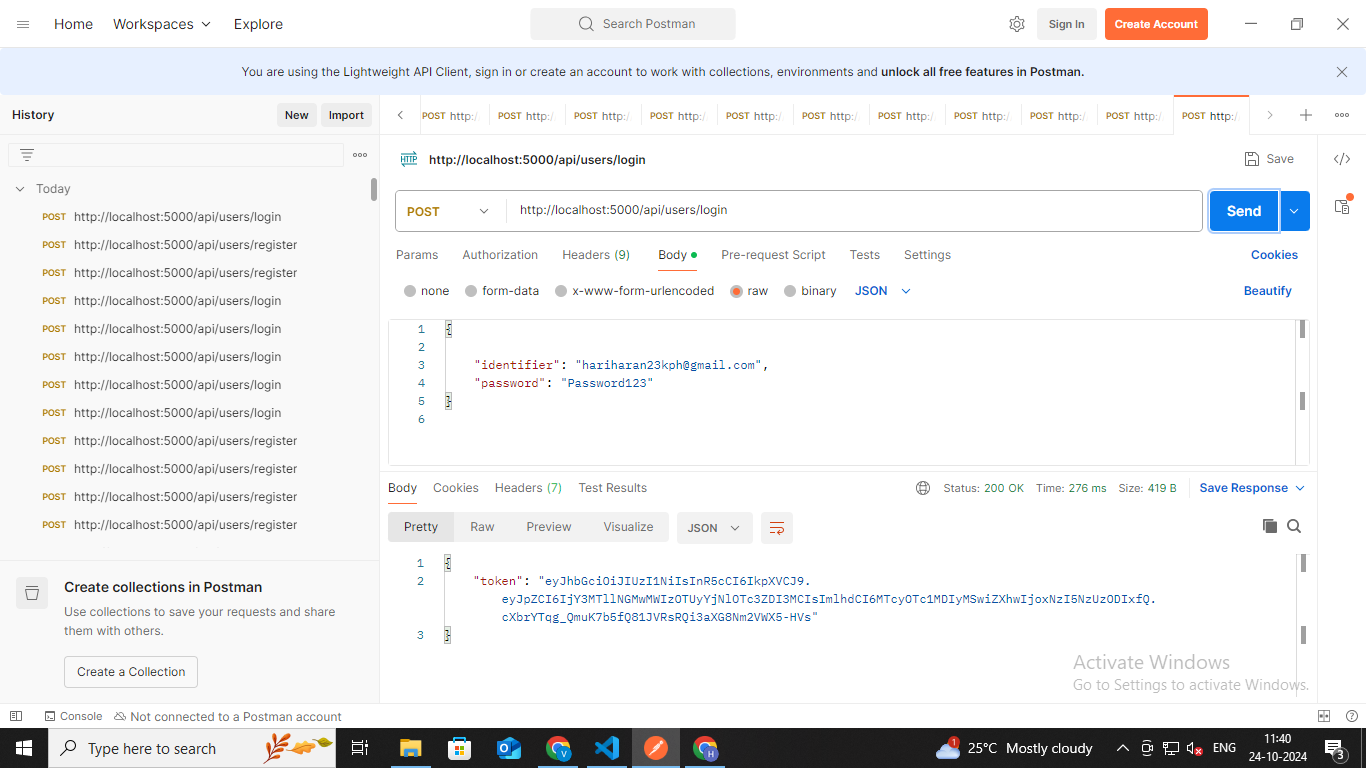 Home Workspaces Explore Search Postman Sign In Create Account
You are using the Lightweight API Client, sign in or create an account to work with collections, environments and unlock all free features in Postman.
History New Import
POST http:/ POST http:/ POST http:/ POST http:/ POST http:/ POST http:/ POST http:/ POST http:/ POST http:/ POST http:/ POST http:/
HTTP http://localhost:5000/api/users/login Save
Today
POST http://localhost:5000/api/users/login
POST http://localhost:5000/api/users/register
POST http://localhost:5000/api/users/register
POST http://localhost:5000/api/users/login
POST http://localhost:5000/api/users/login
POST http://localhost:5000/api/users/login
POST http://localhost:5000/api/users/login
POST http://localhost:5000/api/users/login
POST http://localhost:5000/api/users/register
POST http://localhost:5000/api/users/register
POST http://localhost:5000/api/users/register
POST http://localhost:5000/api/users/register
Create collections in Postman
Use collections to save your requests and share
them with others.
Create a Collection
POST http://localhost:5000/api/users/login Send
Params Authorization Headers (9) Body Pre-request Script Tests Settings Cookies
none form-data x-www-form-urlencoded raw binary JSON Beautify
1 {
2
3 "identifier": "hariharan23kph@gmail.com",
4 "password": "Password123"
5 }
6
Body Cookies Headers (7) Test Results Status: 200 OK Time: 276 ms Size: 419 B Save Response
Pretty Raw Preview Visualize JSON
1 {
2 "token": "eyJhbGciOiJIUzI1NiIsInR5cCI6IkpXVCJ9.
eyJpZCI6IjY3MTllNGMwMWIzOTUyYjNlOTc3ZDI3MCIsImlhdCI6MTcyOTc1MDIyMSwiZXhwIjoxNzI5NzUzODIxfQ.
cXbrYTqg_QmuK7b5fQ81JVRsRQi3aXG8Nm2VWX5-HVs"
3 }
Activate Windows
Go to Settings to activate Windows.
Console Not connected to a Postman account
Type here to search 1 25°C Mostly cloudy ENG 11:40
24-10-2024 3